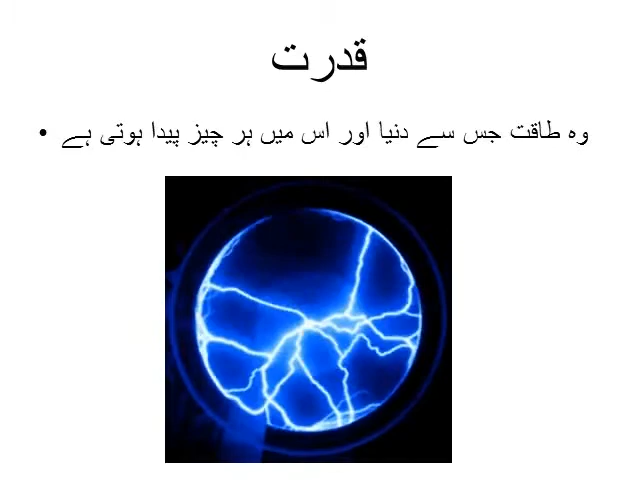 قدرت
• وہ طاقت جس سے دنیا اور اس میں ہر چیز پیدا ہوتی ہے